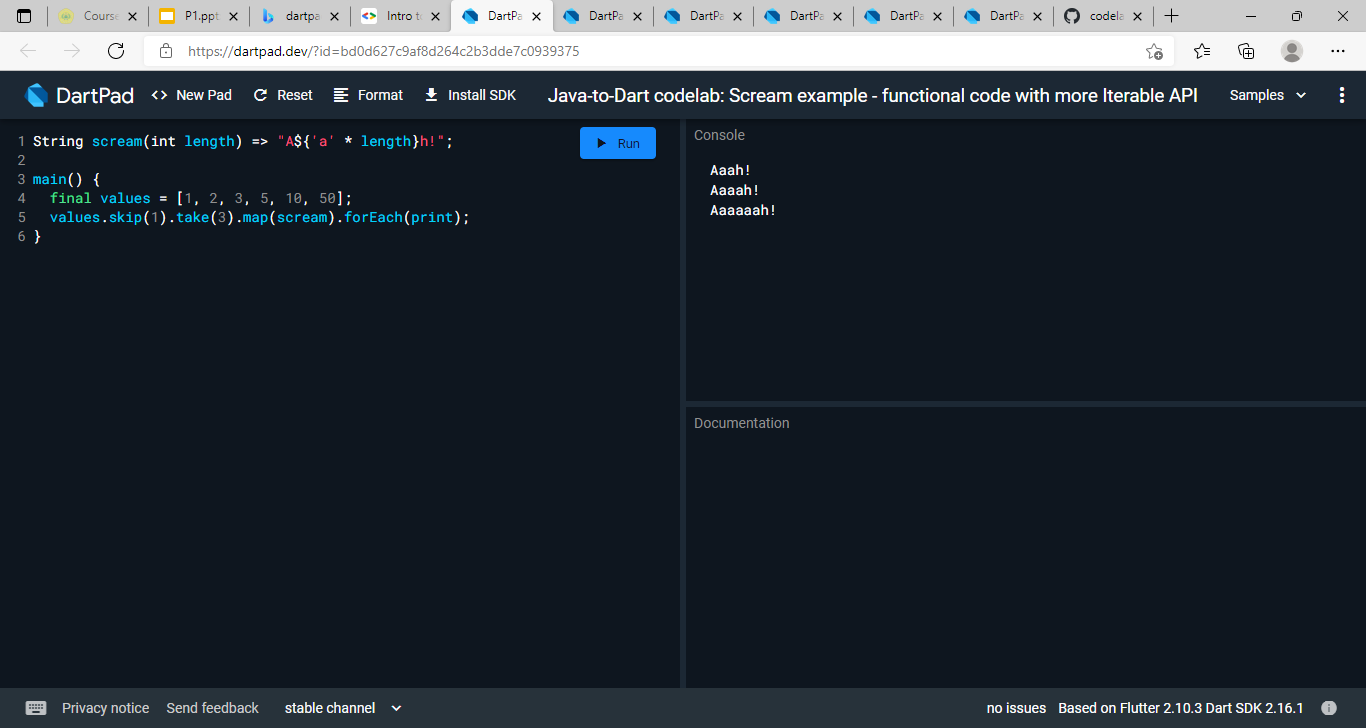 Course P1.ppt dartpa Intro to DartPa DartPa DartPa DartPa DartPa DartPa codela
https://dartpad.dev/?id=bd0d627c9af8d264c2b3dde7c0939375
DartPad <> New Pad Reset Format Install SDK Java-to-Dart codelab: Scream example - functional code with more Iterable API Samples
1 String scream(int length) => "A${'a' * length}h!";
2
3 main() {
4   final values = [1, 2, 3, 5, 10, 50];
5   values.skip(1).take(3).map(scream).forEach(print);
6 }
Run
Console
Aaah!
Aaaah!
Aaaaaah!
Documentation
Privacy notice Send feedback stable channel no issues Based on Flutter 2.10.3 Dart SDK 2.16.1